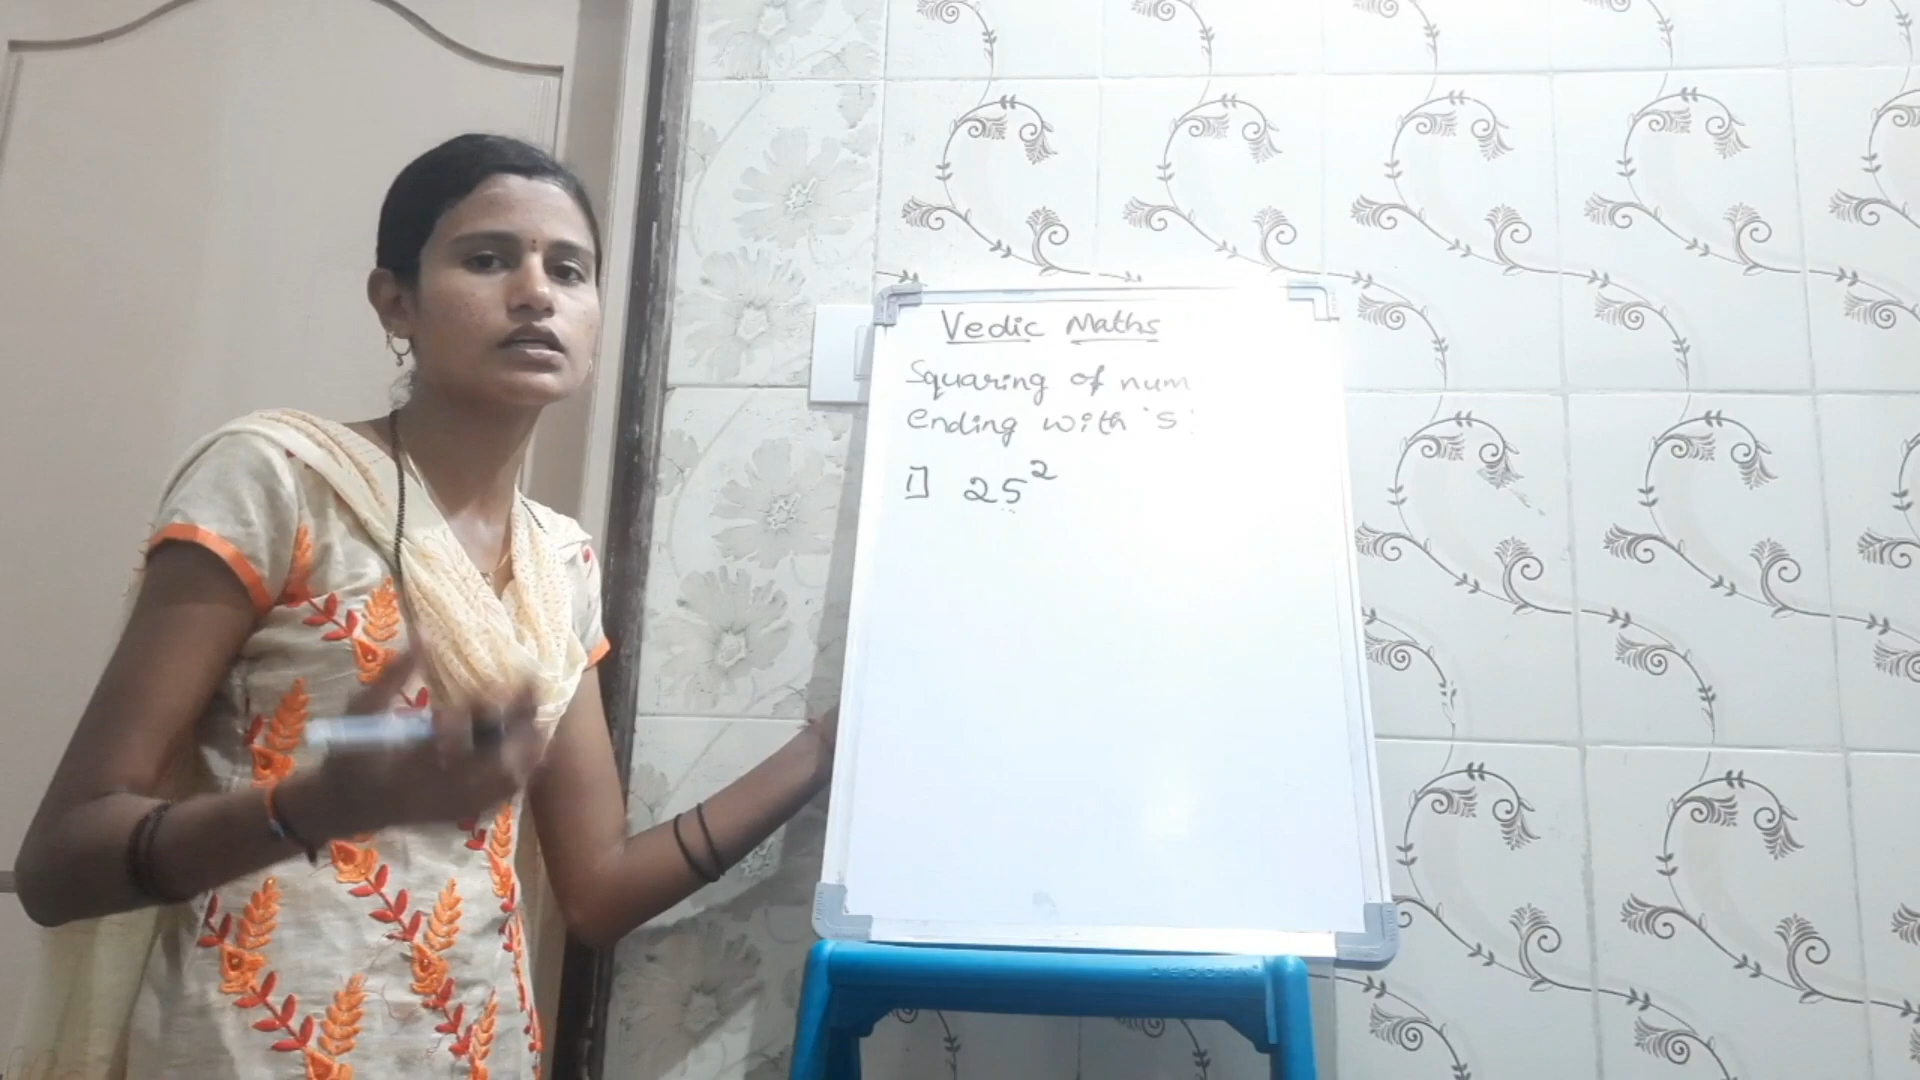 Vedic Maths
Squaring of num
ending with '5'
1] 25²